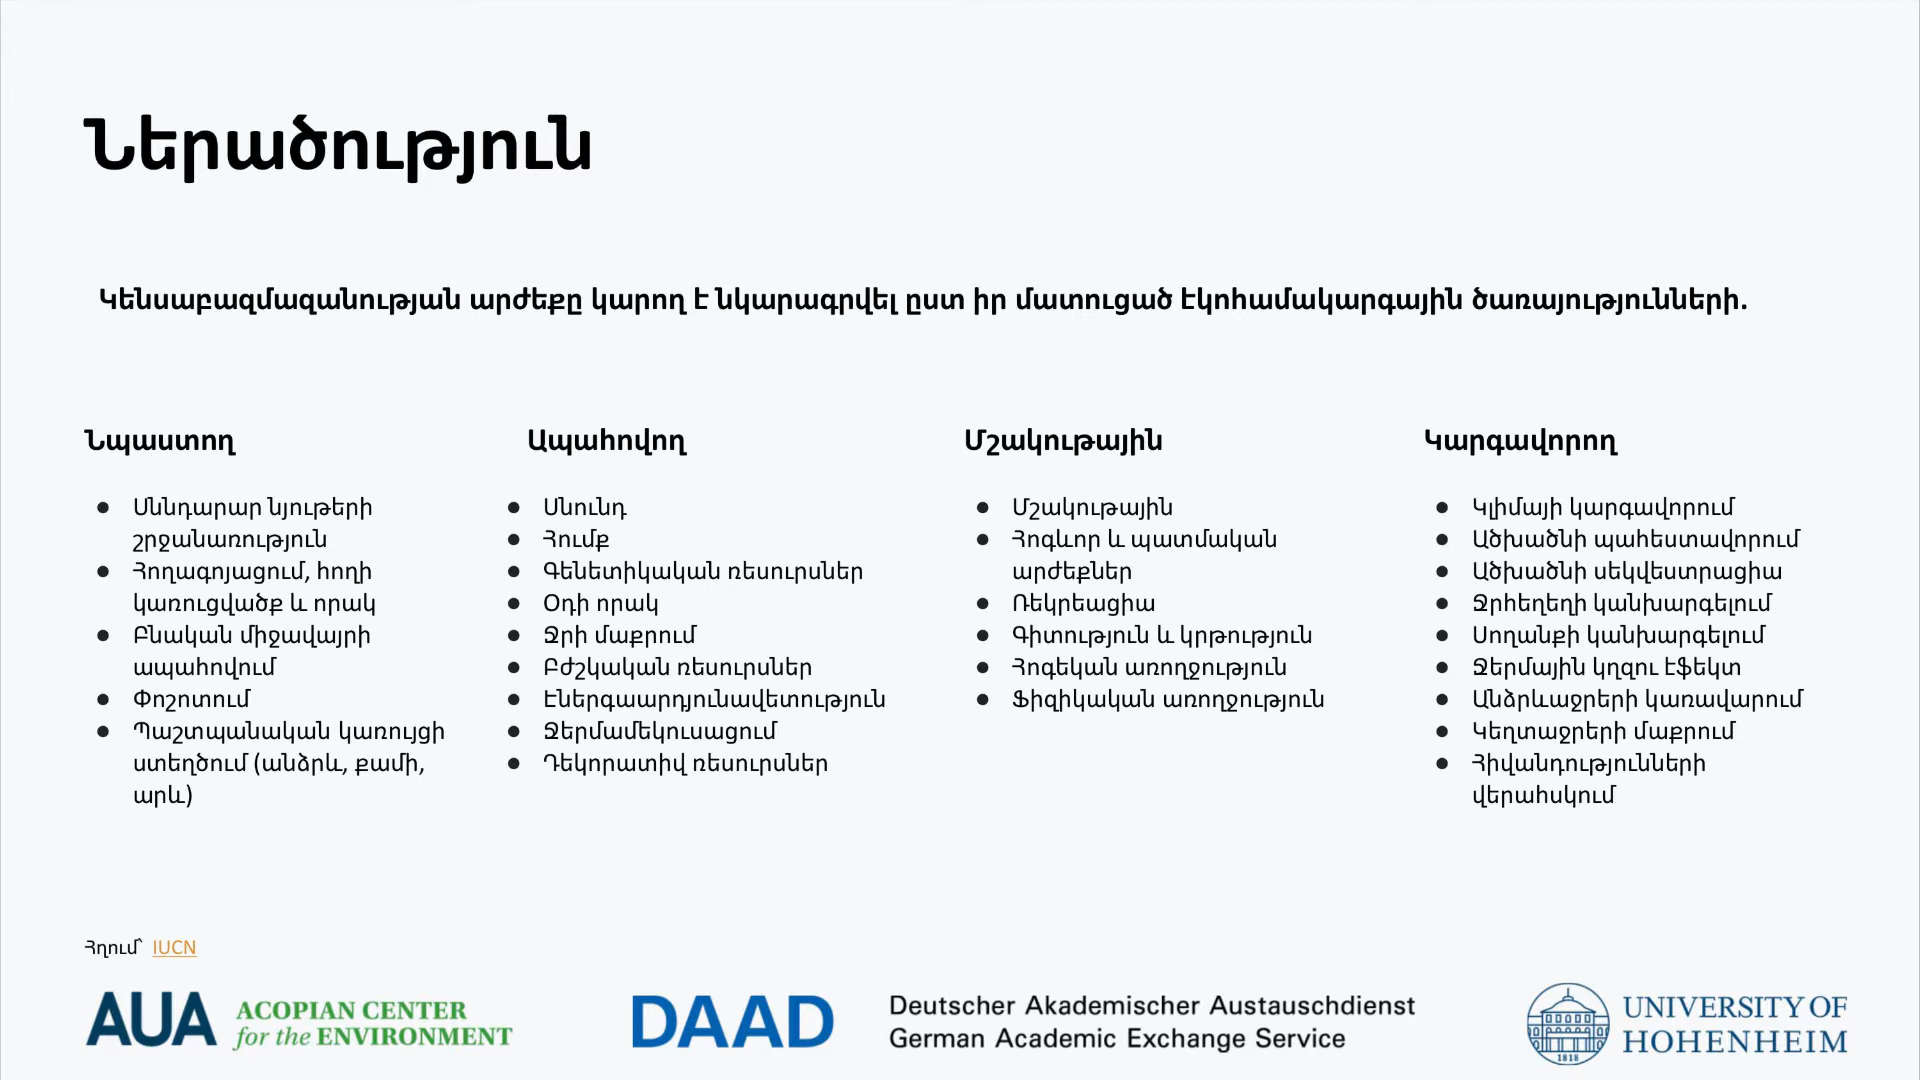 Ներածություն
Կենսաբազմազանության արժեքը կարող է նկարագրվել ըստ իր մատուցած էկոհամակարգային ծառայությունների.
Նպաստող
● Սննդարար նյութերի
շրջանառություն
● Հողագոյացում, հողի
կառուցվածք և որակ
● Բնական միջավայրի
ապահովում
● Փոշոտում
● Պաշտպանական կառույցի
ստեղծում (անձրև, քամի,
արև)
Ապահովող
● Սնունդ
● Հումք
● Գենետիկական ռեսուրսներ
● Օդի որակ
● Ջրի մաքրում
● Բժշկական ռեսուրսներ
● Էներգաարդյունավետություն
● Ջերմամեկուսացում
● Դեկորատիվ ռեսուրսներ
Մշակութային
● Մշակութային
● Հոգևոր և պատմական
արժեքներ
● Ռեկրեացիա
● Գիտություն և կրթություն
● Հոգեկան առողջություն
● Ֆիզիկական առողջություն
Կարգավորող
● Կլիմայի կարգավորում
● Ածխածնի պահեստավորում
● Ածխածնի սեկվեստրացիա
● Ջրհեղեղի կանխարգելում
● Սողանքի կանխարգելում
● Ջերմային կղզու էֆեկտ
● Անձրևաջրերի կառավարում
● Կեղտաջրերի մաքրում
● Հիվանդությունների
վերահսկում
Հղում՝ IUCN
AUA ACOPIAN CENTER
for the ENVIRONMENT
DAAD
Deutscher Akademischer Austauschdienst
German Academic Exchange Service
1818
UNIVERSITY OF
HOHENHEIM